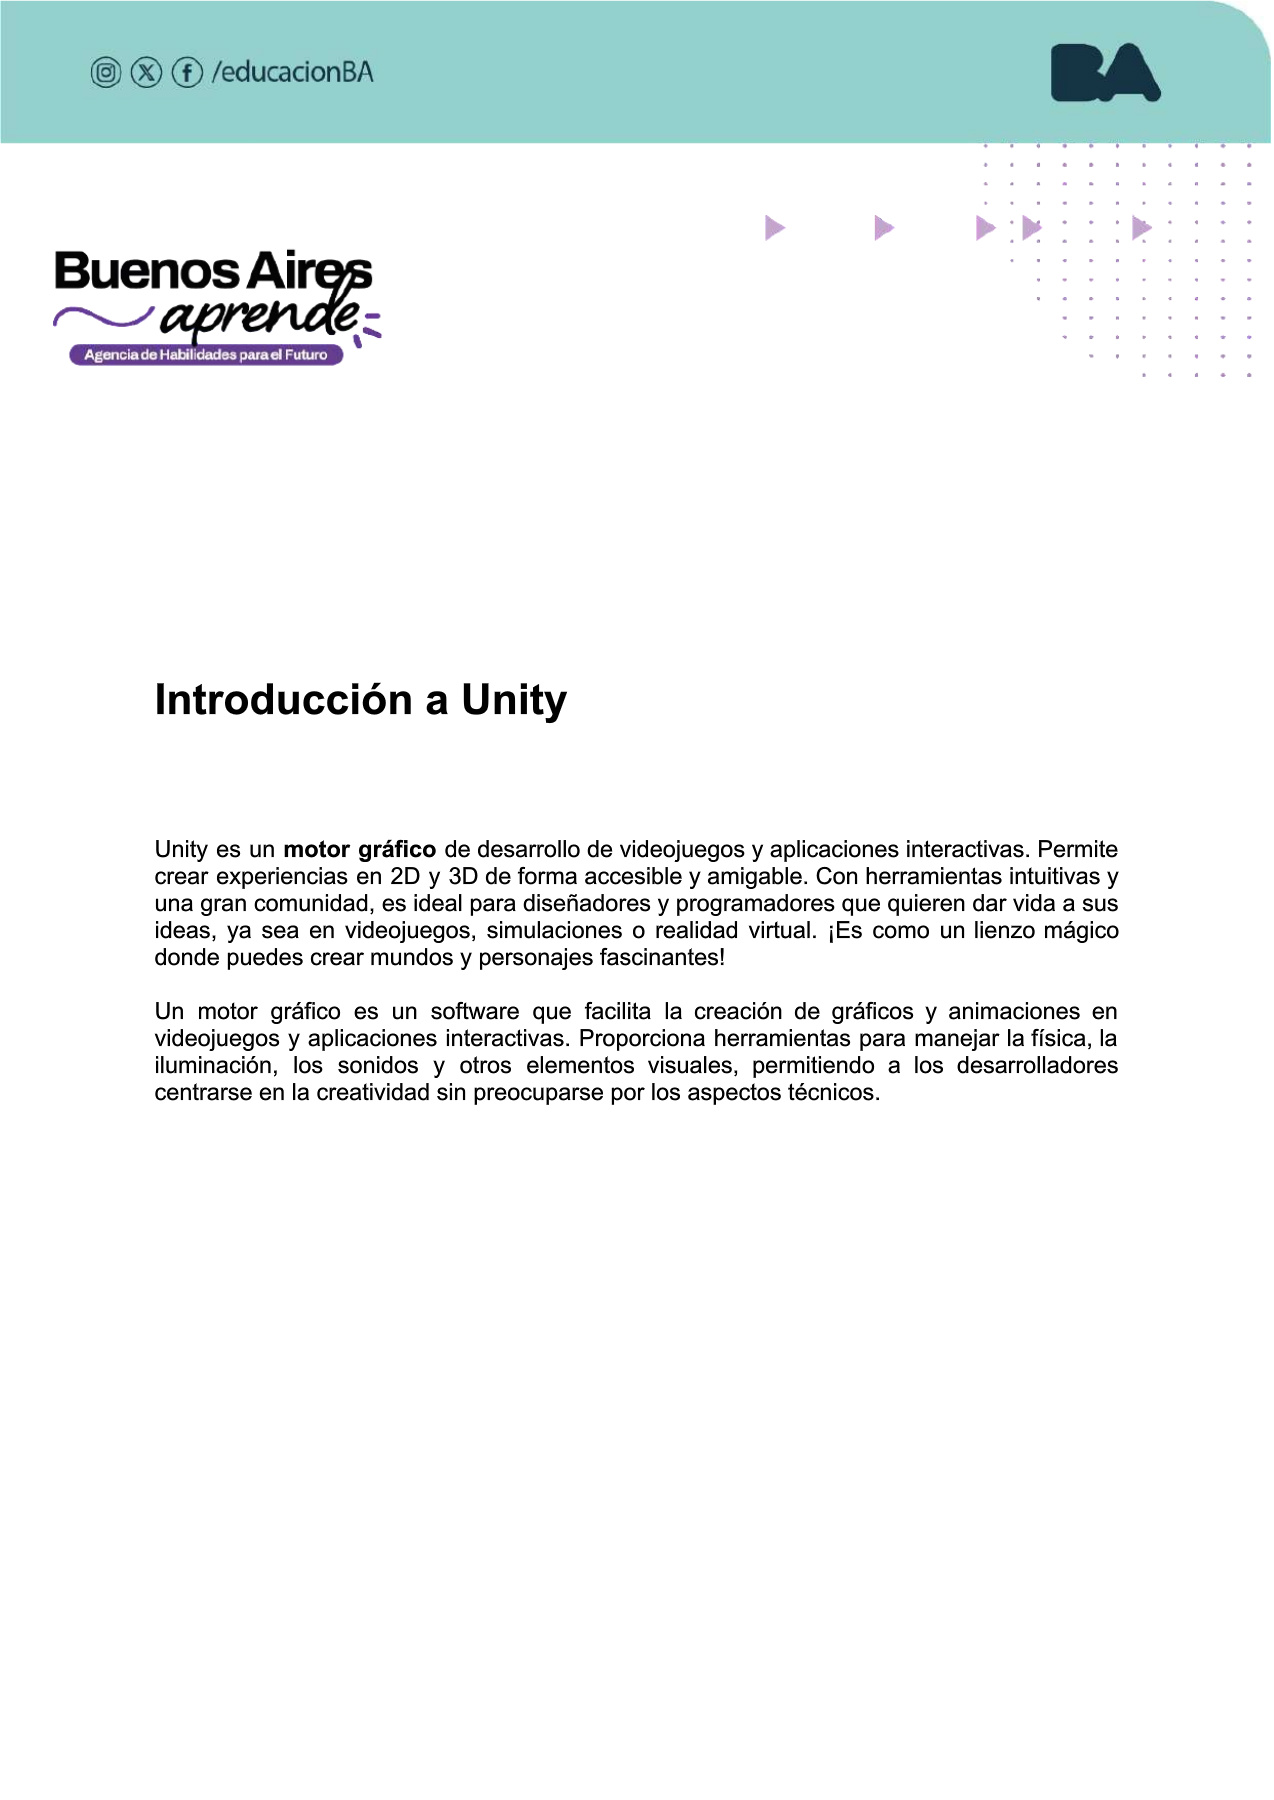 /educacionBA
BA
Buenos Aires
aprende
Agencia de Habilidades para el Futuro
Introducción a Unity
Unity es un motor gráfico de desarrollo de videojuegos y aplicaciones interactivas. Permite
crear experiencias en 2D y 3D de forma accesible y amigable. Con herramientas intuitivas y
una gran comunidad, es ideal para diseñadores y programadores que quieren dar vida a sus
ideas, ya sea en videojuegos, simulaciones o realidad virtual. ¡Es como un lienzo mágico
donde puedes crear mundos y personajes fascinantes!
Un motor gráfico es un software que facilita la creación de gráficos y animaciones en
videojuegos y aplicaciones interactivas. Proporciona herramientas para manejar la física, la
iluminación, los sonidos y otros elementos visuales, permitiendo a los desarrolladores
centrarse en la creatividad sin preocuparse por los aspectos técnicos.